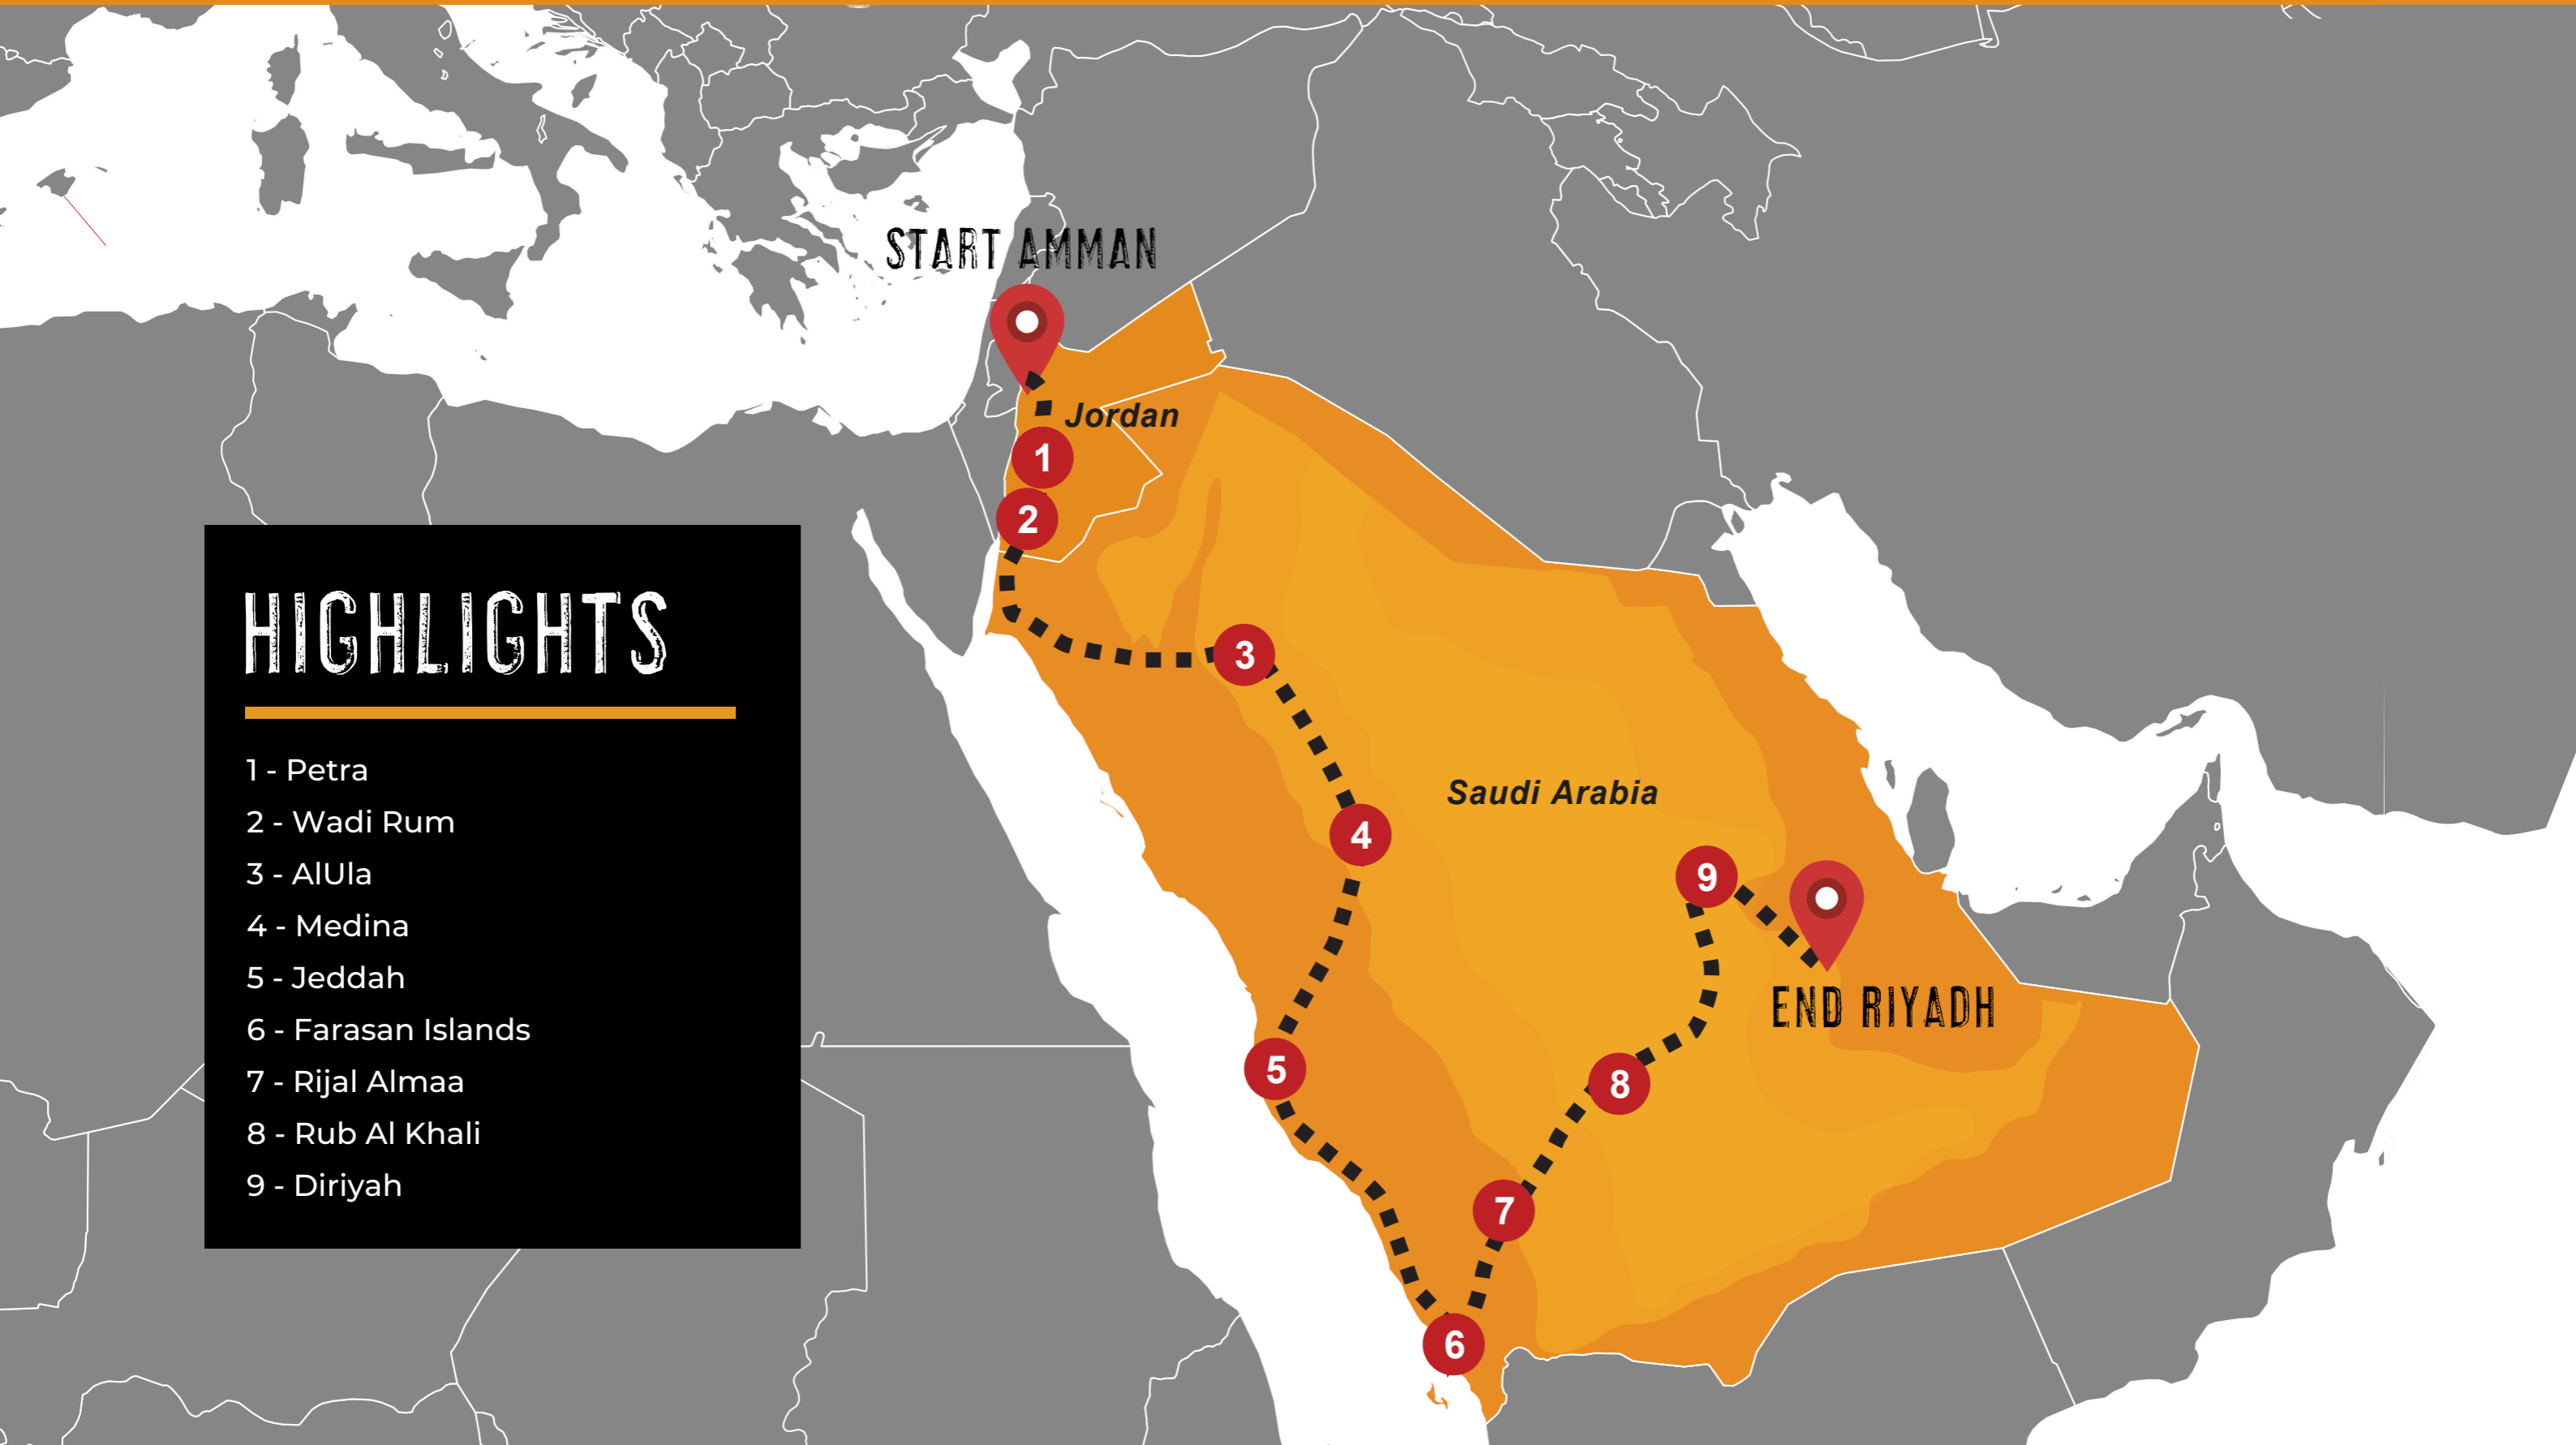 START AMMAN
Jordan
1
2
HIGHLIGHTS
1 - Petra
2 - Wadi Rum
3 - AlUla
4 - Medina
5 - Jeddah
6 - Farasan Islands
7 - Rijal Almaa
8 - Rub Al Khali
9 - Diriyah
3
Saudi Arabia
4
9
END RIYADH
5
8
7
6